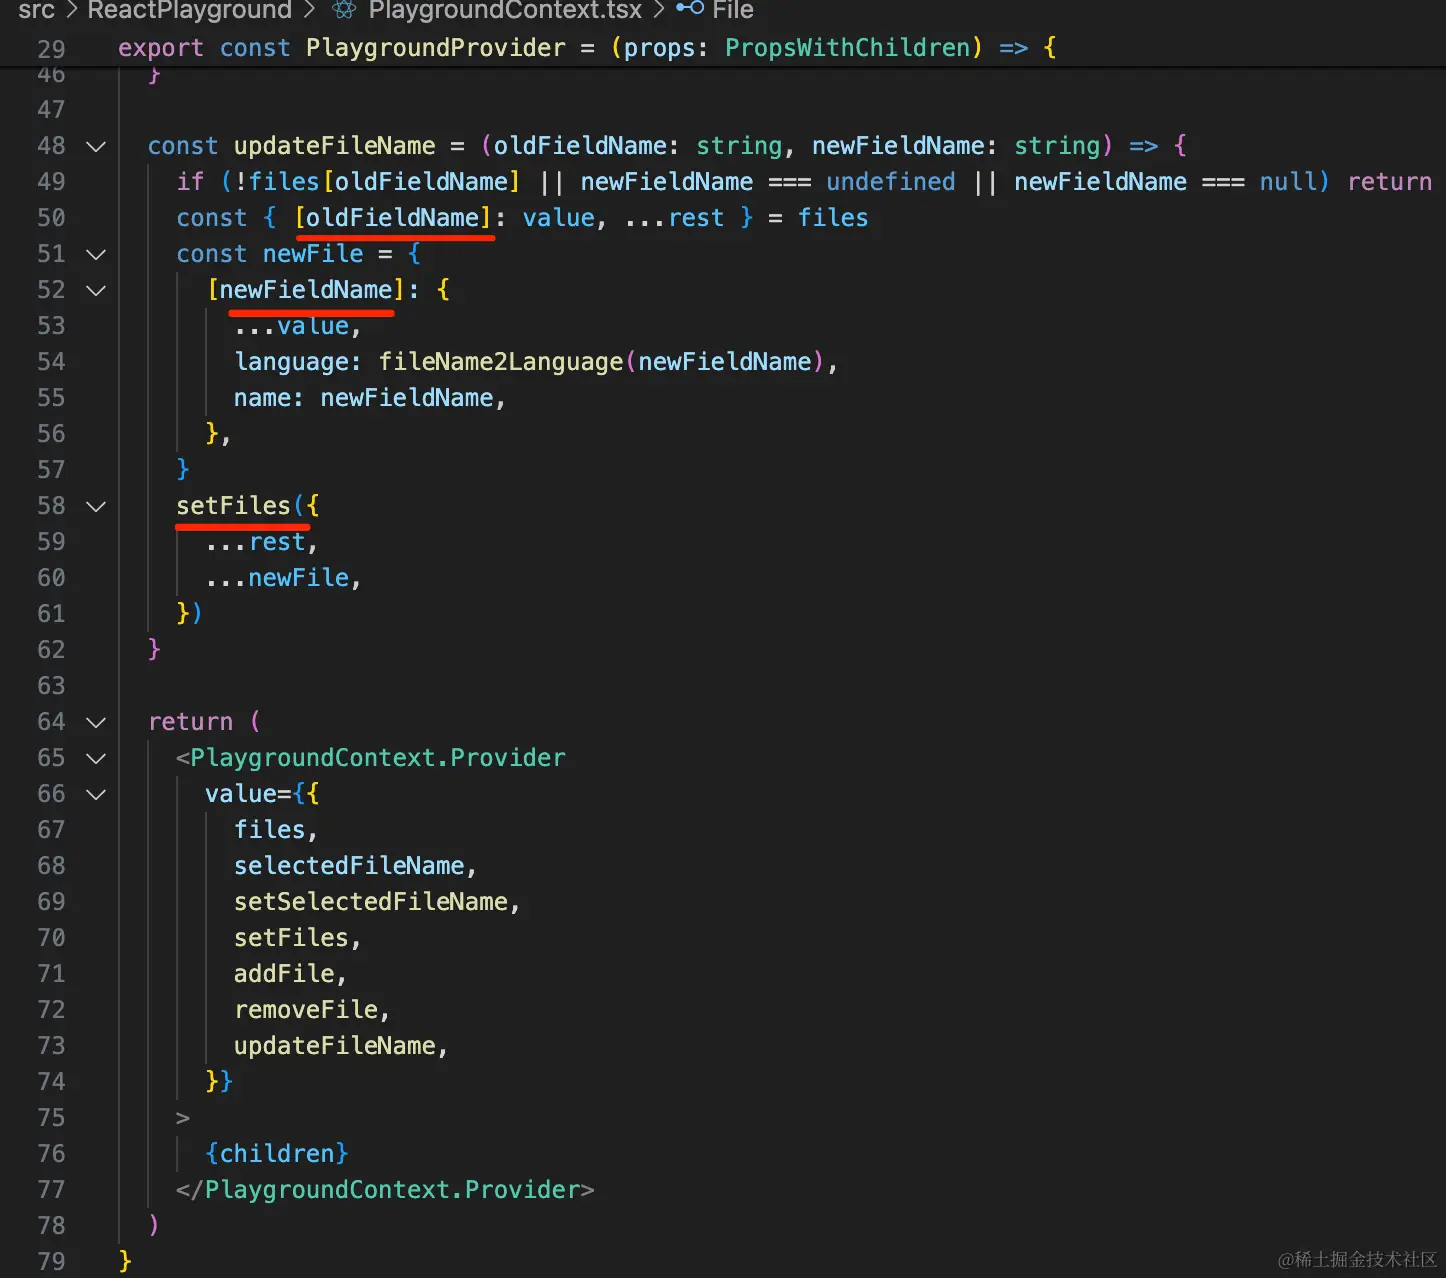 src > ReactPlayground > PlaygroundContext.tsx > File
29 export const PlaygroundProvider = (props: PropsWithChildren) => {
46 }
47
48 const updateFileName = (oldFieldName: string, newFieldName: string) => {
49 if (!files[oldFieldName] || newFieldName === undefined || newFieldName === null) return
50 const { [oldFieldName]: value, ...rest } = files
51 const newFile = {
52 [newFieldName]: {
53 ...value,
54 language: fileName2Language(newFieldName),
55 name: newFieldName,
56 },
57 }
58 setFiles({
59 ...rest,
60 ...newFile,
61 })
62 }
63
64 return (
65 <PlaygroundContext.Provider
66 value={{
67 files,
68 selectedFileName,
69 setSelectedFileName,
70 setFiles,
71 addFile,
72 removeFile,
73 updateFileName,
74 }}
75 >
76 {children}
77 </PlaygroundContext.Provider>
78 )
79 }
@稀土掘金技术社区